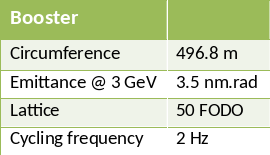 Booster
Circumference 496.8 m
Emittance @ 3 GeV 3.5 nm.rad
Lattice 50 FODO
Cycling frequency 2 Hz